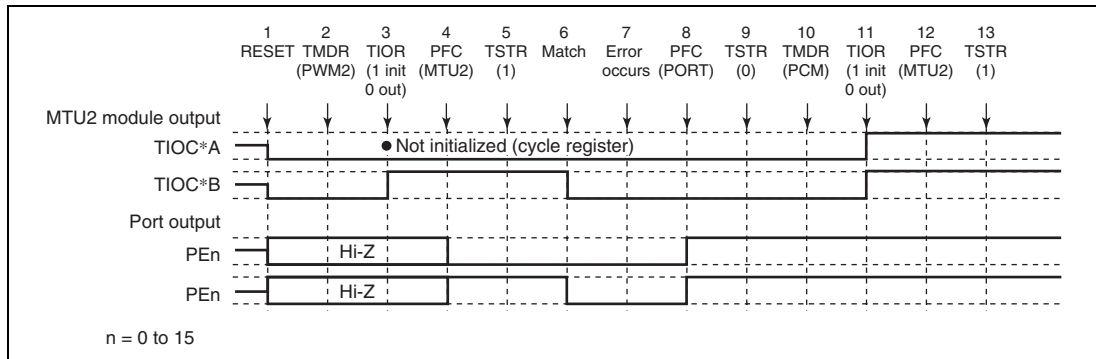 1 2 3 4 5 6 7 8 9 10 11 12 13
RESET TMDR TIOR PFC TSTR Match Error PFC TSTR TMDR TIOR PFC TSTR
(PWM2) (1 init (MTU2) (1) occurs (PORT) (0) (PCM) (1 init (MTU2) (1)
0 out) 0 out)
MTU2 module output
TIOC*A
● Not initialized (cycle register)
TIOC*B
Port output
PEn Hi-Z
PEn Hi-Z
n = 0 to 15